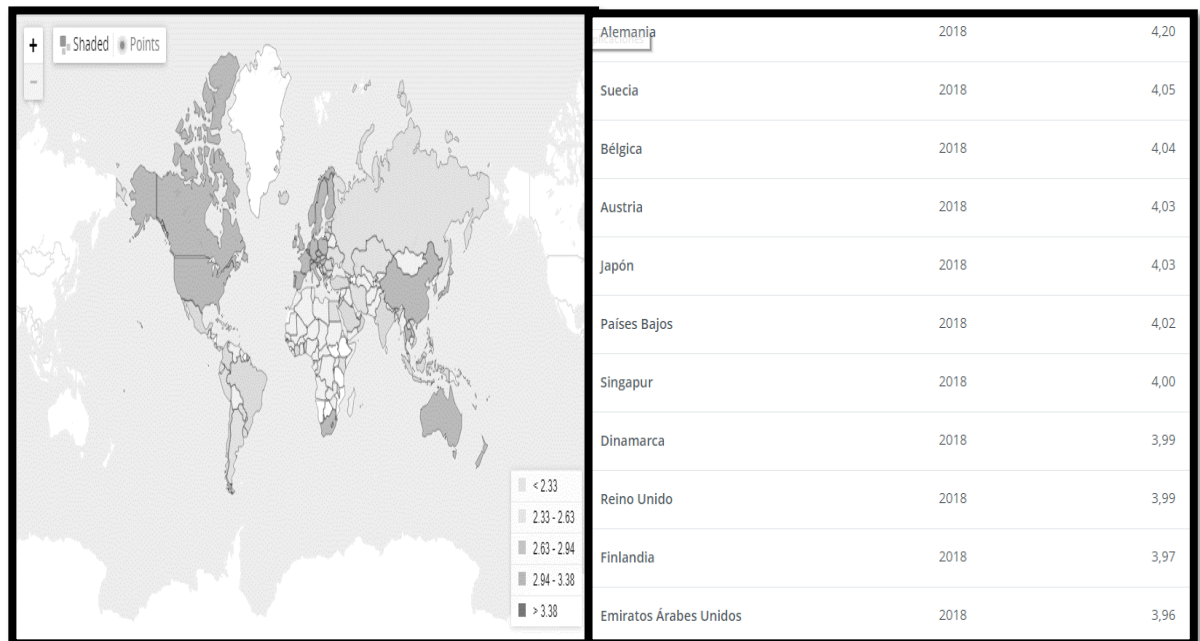 +
−
Shaded
Points
< 2.33
2.33 - 2.63
2.63 - 2.94
2.94 - 3.38
> 3.38
Alemania 2018 4,20
Suecia 2018 4,05
Bélgica 2018 4,04
Austria 2018 4,03
Japón 2018 4,03
Países Bajos 2018 4,02
Singapur 2018 4,00
Dinamarca 2018 3,99
Reino Unido 2018 3,99
Finlandia 2018 3,97
Emiratos Árabes Unidos 2018 3,96